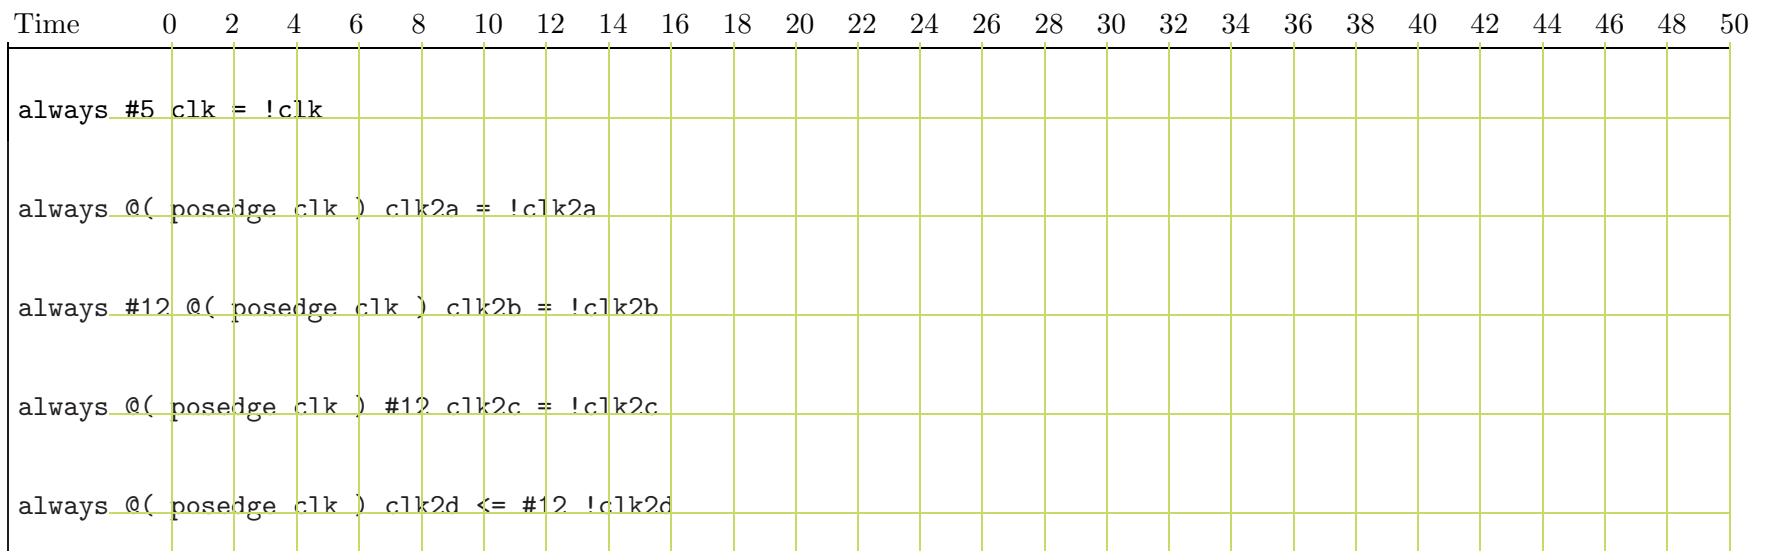 Time 0 2 4 6 8 10 12 14 16 18 20 22 24 26 28 30 32 34 36 38 40 42 44 46 48 50
always #5 clk = !clk
always @( posedge clk ) clk2a = !clk2a
always #12 @( posedge clk ) clk2b = !clk2b
always @( posedge clk ) #12 clk2c = !clk2c
always @( posedge clk ) clk2d <= #12 !clk2d